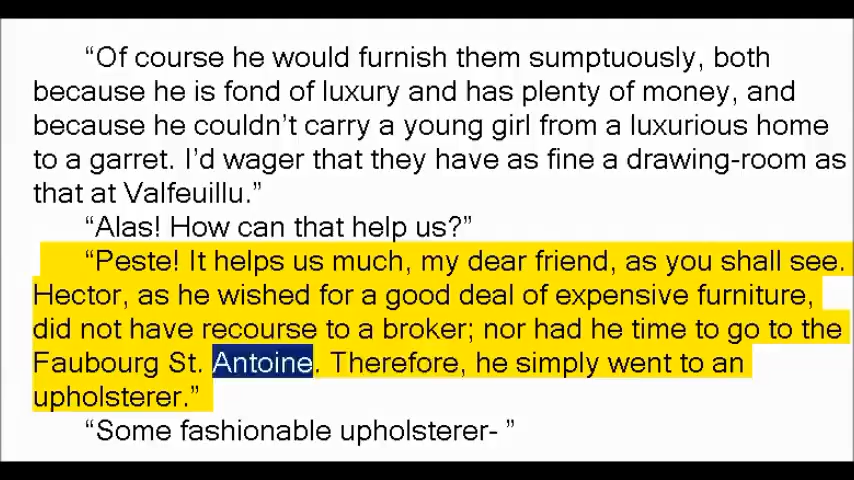 “Of course he would furnish them sumptuously, both
because he is fond of luxury and has plenty of money, and
because he couldn’t carry a young girl from a luxurious home
to a garret. I’d wager that they have as fine a drawing-room as
that at Valfeuillu.”
“Alas! How can that help us?”
“Peste! It helps us much, my dear friend, as you shall see.
Hector, as he wished for a good deal of expensive furniture,
did not have recourse to a broker; nor had he time to go to the
Faubourg St. Antoine. Therefore, he simply went to an
upholsterer.”
“Some fashionable upholsterer- ”